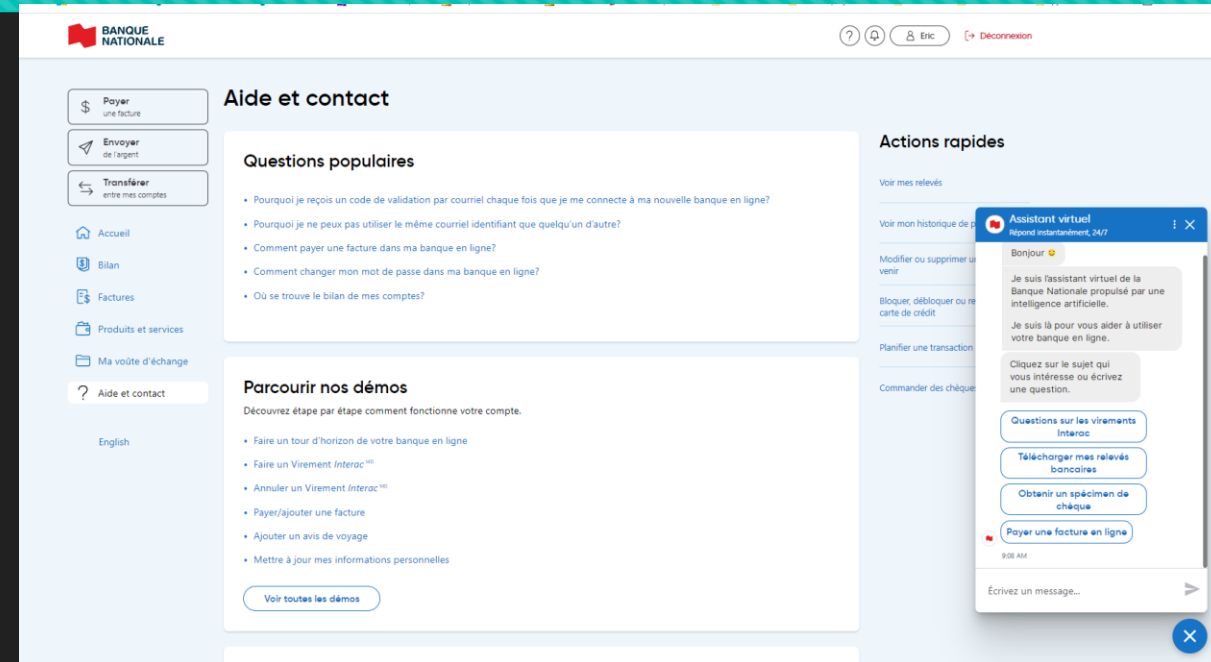 BANQUE
NATIONALE
?
Eric
Déconnexion
Payer
une facture
Envoyer
de l'argent
Transférer
entre mes comptes
Accueil
Bilan
Factures
Produits et services
Ma voûte d'échange
Aide et contact
English
Aide et contact
Questions populaires
• Pourquoi je reçois un code de validation par courriel chaque fois que je me connecte à ma nouvelle banque en ligne?
• Pourquoi je ne peux pas utiliser le même courriel identifiant que quelqu'un d'autre?
• Comment payer une facture dans ma banque en ligne?
• Comment changer mon mot de passe dans ma banque en ligne?
• Où se trouve le bilan de mes comptes?
Parcourir nos démos
Découvrez étape par étape comment fonctionne votre compte.
• Faire un tour d'horizon de votre banque en ligne
• Faire un Virement Interac MD
• Annuler un Virement Interac MD
• Payer/ajouter une facture
• Ajouter un avis de voyage
• Mettre à jour mes informations personnelles
Voir toutes les démos
Actions rapides
Voir mes relevés
Voir mon historique de
Modifier ou supprimer
venir
Bloquer, débloquer ou
carte de crédit
Planifier une transaction
Commander des chèques
Assistant virtuel
Répond instantanément, 24/7
Bonjour 😀
Je suis l'assistant virtuel de la
Banque Nationale propulsé par une
intelligence artificielle.
Je suis là pour vous aider à utiliser
votre banque en ligne.
Cliquez sur le sujet qui
vous intéresse ou écrivez
une question.
Questions sur les virements
Interac
Télécharger mes relevés
bancaires
Obtenir un spécimen de
chèque
Payer une facture en ligne
9:08 AM
Écrivez un message...